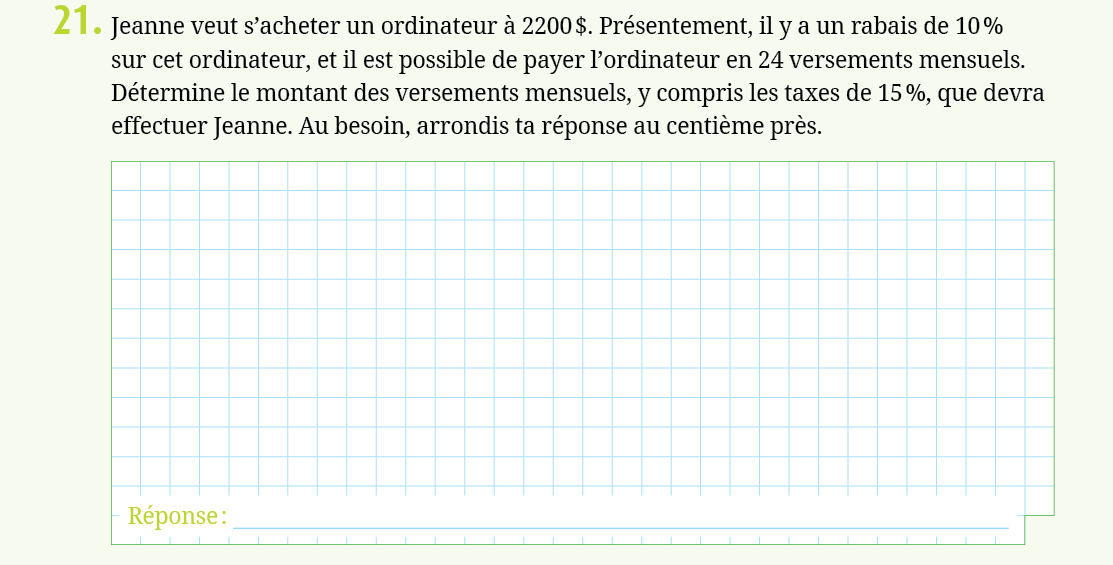 21. Jeanne veut s’acheter un ordinateur à 2200 $. Présentement, il y a un rabais de 10 %
sur cet ordinateur, et il est possible de payer l’ordinateur en 24 versements mensuels.
Détermine le montant des versements mensuels, y compris les taxes de 15 %, que devra
effectuer Jeanne. Au besoin, arrondis ta réponse au centième près.
Réponse :